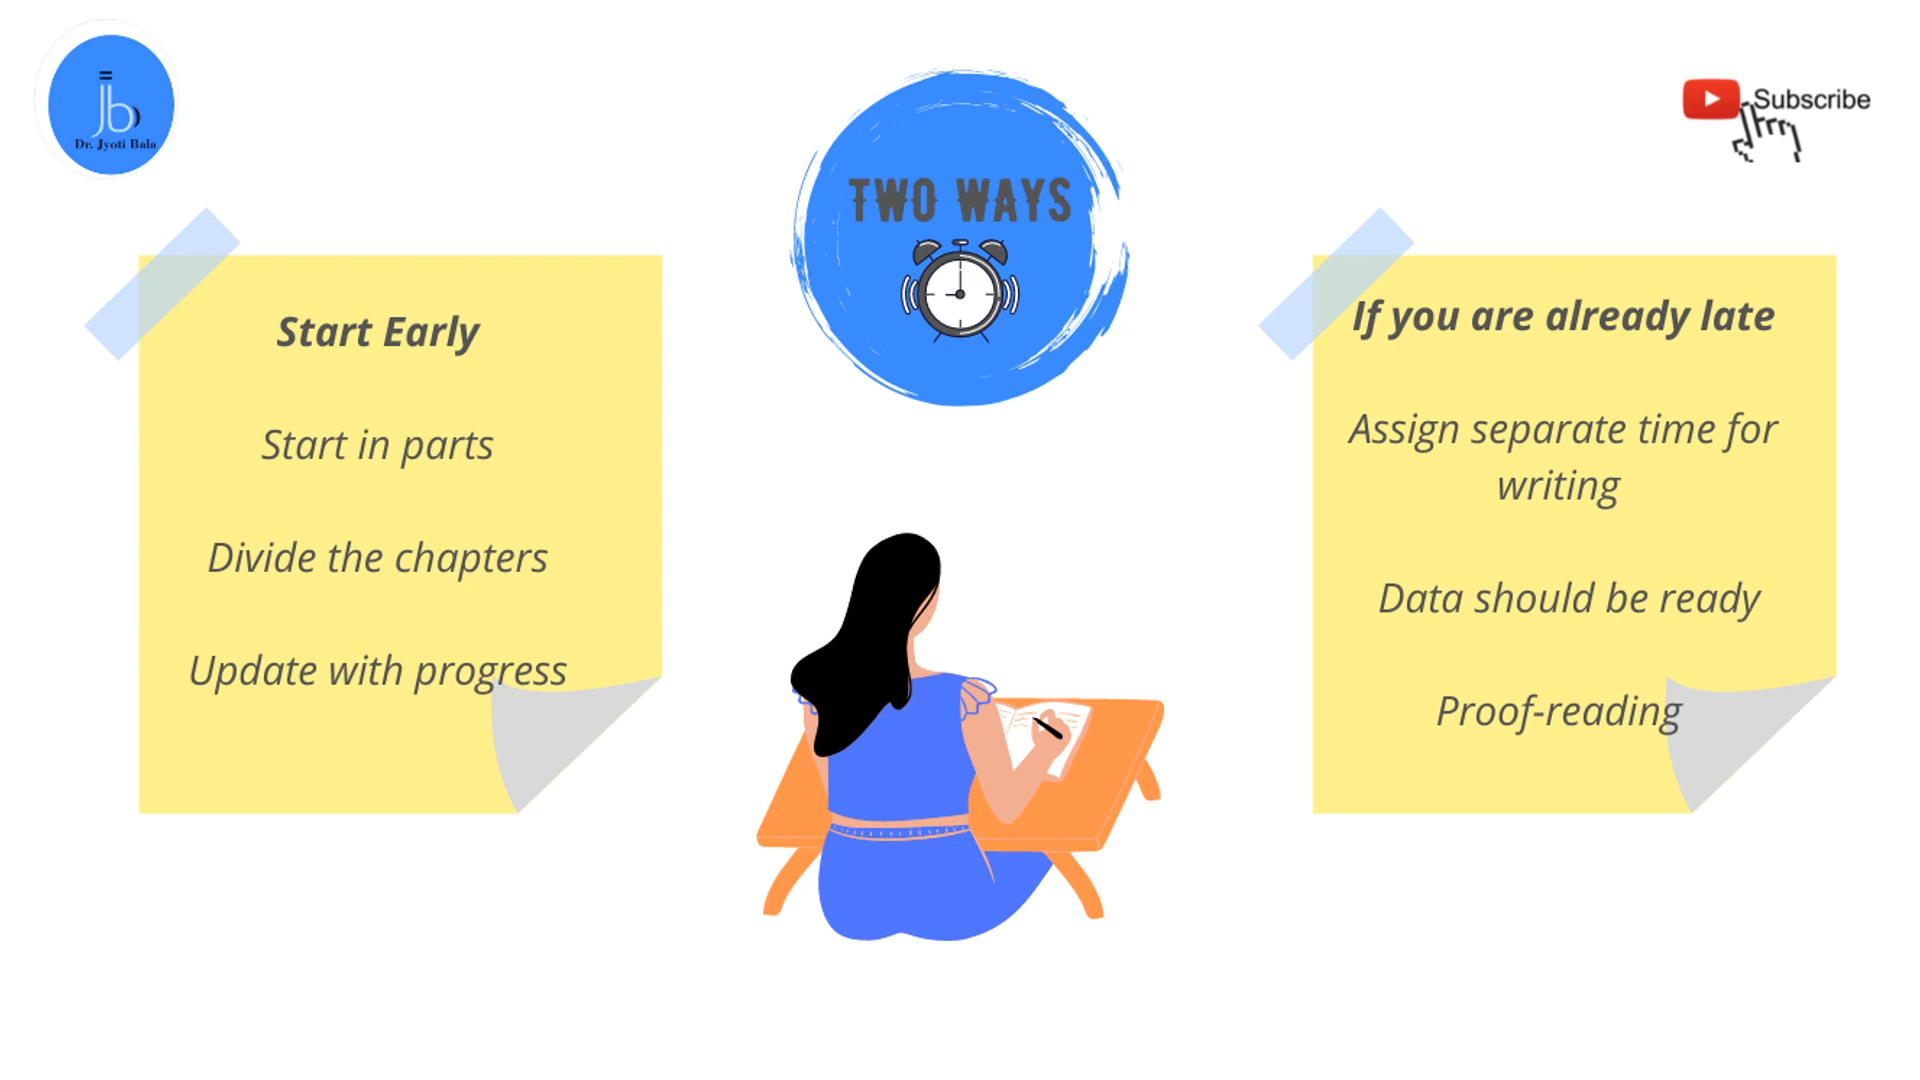 Dr. Jyoti Bala
Subscribe
TWO WAYS
Start Early
Start in parts
Divide the chapters
Update with progress
If you are already late
Assign separate time for
writing
Data should be ready
Proof-reading